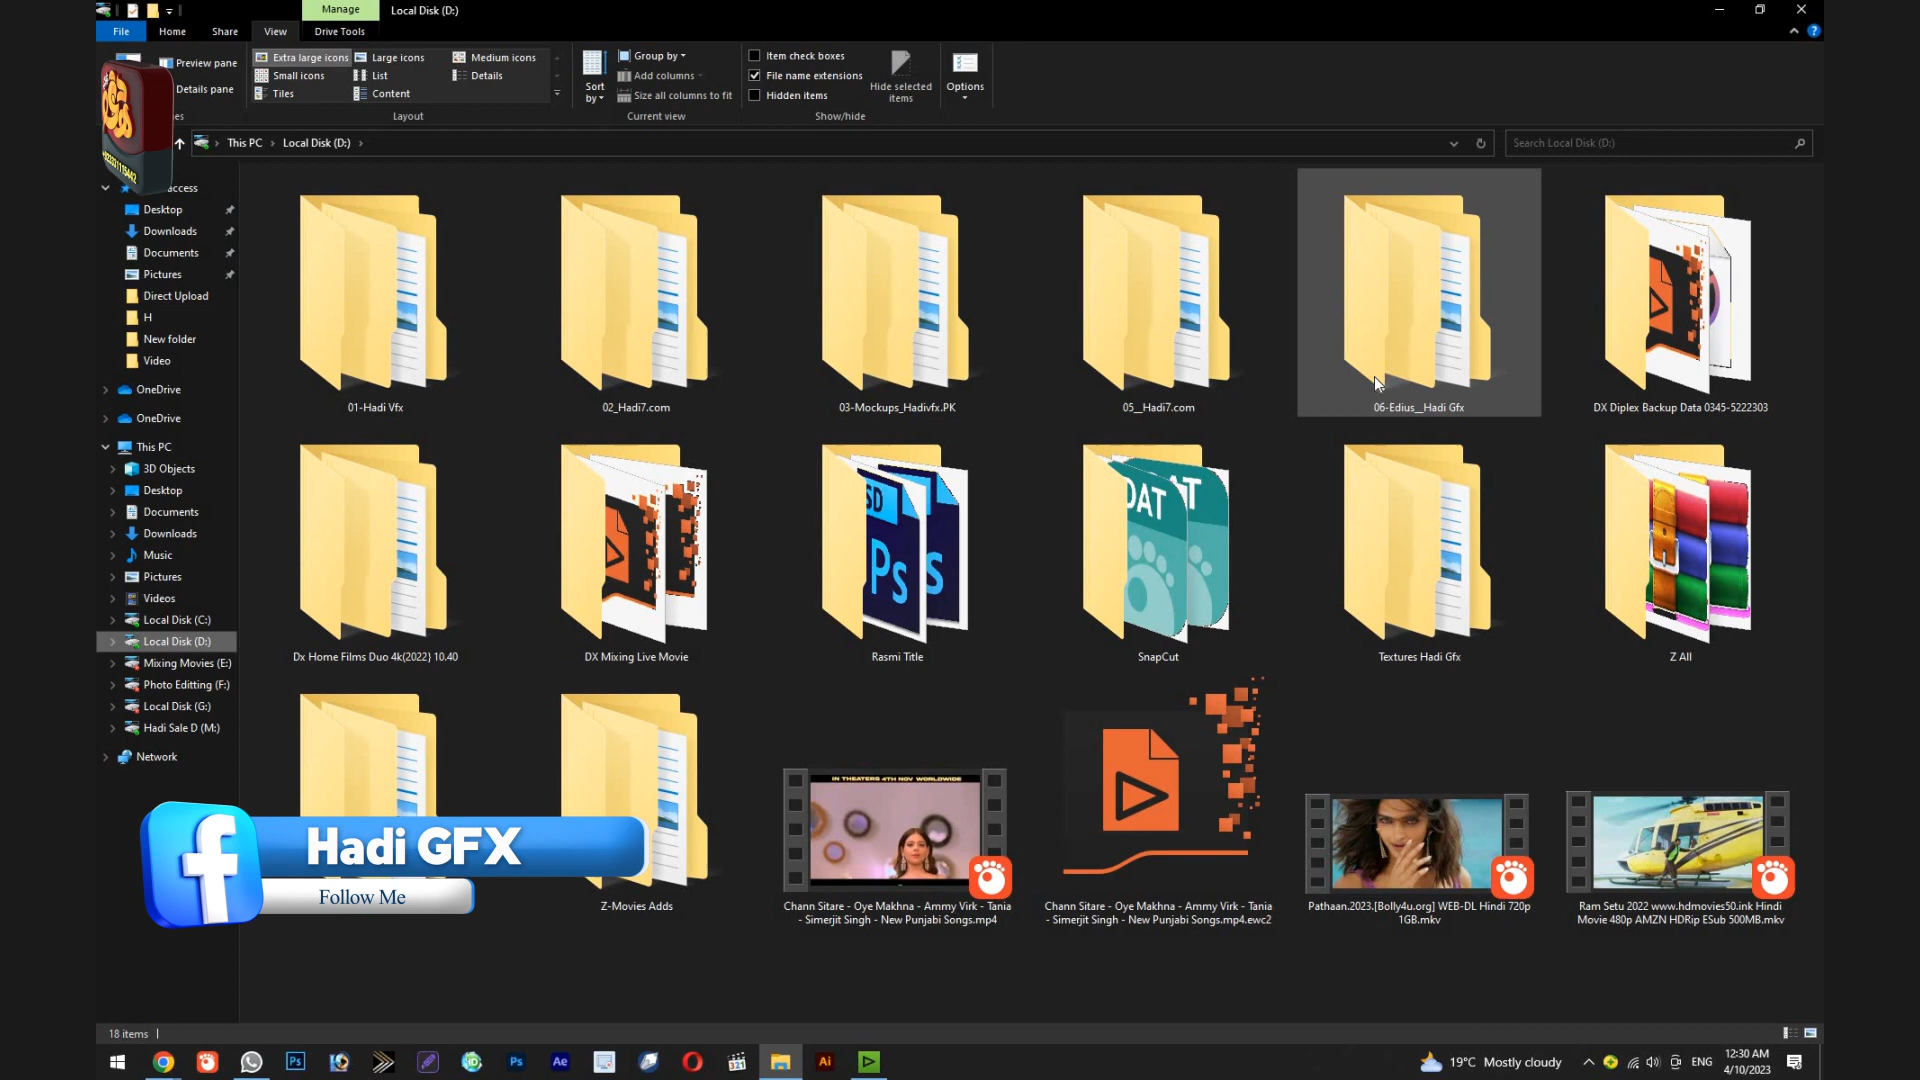 Manage
Local Disk (D:)
File
Home
Share
View
Drive Tools
Preview pane
Details pane
Extra large icons
Large icons
Medium icons
Small icons
List
Details
Tiles
Content
Layout
Sort by
Group by
Add columns
Size all columns to fit
Current view
Item check boxes
File name extensions
Hidden items
Hide selected items
Show/hide
Options
This PC
Local Disk (D:)
Search Local Disk (D:)
Desktop
Downloads
Documents
Pictures
Direct Upload
H
New folder
Video
OneDrive
OneDrive
This PC
3D Objects
Desktop
Documents
Downloads
Music
Pictures
Videos
Local Disk (C:)
Local Disk (D:)
Mixing Movies (E:)
Photo Editting (F:)
Local Disk (G:)
Hadi Sale D (M:)
Network
01-Hadi Vfx
02_Hadi7.com
03-Mockups_Hadivfx.PK
05__Hadi7.com
06-Edius__Hadi Gfx
DX Diplex Backup Data 0345-5222303
Dx Home Films Duo 4k(2022} 10.40
DX Mixing Live Movie
Rasmi Title
SnapCut
Textures Hadi Gfx
Z All
Z-Movies Adds
IN THEATERS 4TH NOV WORLDWIDE
Chann Sitare - Oye Makhna - Ammy Virk - Tania
- Simerjit Singh - New Punjabi Songs.mp4
Chann Sitare - Oye Makhna - Ammy Virk - Tania
- Simerjit Singh - New Punjabi Songs.mp4.ewc2
Pathaan.2023.[Bolly4u.org] WEB-DL Hindi 720p
1GB.mkv
Ram Setu 2022 www.hdmovies50.ink Hindi
Movie 480p AMZN HDRip ESub 500MB.mkv
Hadi GFX
Follow Me
18 items
19°C Mostly cloudy
ENG
12:30 AM
4/10/2023